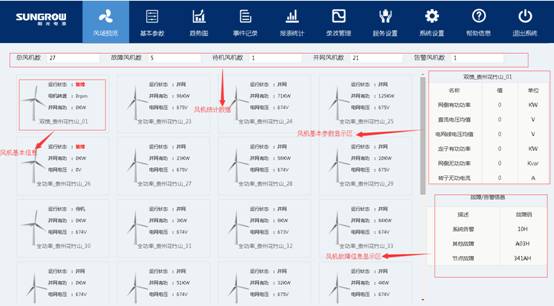 SUNGROW
阳光电源
风场预览 基本参数 趋势图 事件记录 报表统计 录波管理 服务设置 系统设置 帮助信息 退出系统
总风机数 27 故障风机数 5 待机风机数 1 并网风机数 21 告警风机数 1
运行状态：故障
电机转速：0rpm
并网有功：0KW
电网电压：675V
双馈_贵州花竹山_01
运行状态：并网
并网有功：96KW
电网电压：675V
全功率_贵州花竹山_23
运行状态：并网
并网有功：71KW
电网电压：674V
全功率_贵州花竹山_24
运行状态：并网
并网有功：125KW
电网电压：675V
全功率_贵州花竹山_25
风机统计数据
风机基本信息
风机基本参数显示区
运行状态：故障
并网有功：0KW
电网电压：0V
全功率_贵州花竹山_26
运行状态：并网
并网有功：23KW
电网电压：675V
全功率_贵州花竹山_27
运行状态：并网
并网有功：58KW
电网电压：675V
全功率_贵州花竹山_28
运行状态：并网
并网有功：20KW
电网电压：675V
全功率_贵州花竹山_29
运行状态：待机
并网有功：0KW
电网电压：674V
全功率_贵州花竹山_30
运行状态：并网
并网有功：3KW
电网电压：674V
全功率_贵州花竹山_31
运行状态：并网
并网有功：6KW
电网电压：674V
全功率_贵州花竹山_32
运行状态：并网
并网有功：64KW
电网电压：675V
全功率_贵州花竹山_33
风机故障信息显示区
运行状态：并网
并网有功：0KW
电网电压：674V
运行状态：并网
并网有功：51KW
电网电压：674V
运行状态：并网
并网有功：32KW
电网电压：674V
运行状态：并网
并网有功：4KW
电网电压：674V
双馈_贵州花竹山_01
名称 值 单位
网侧有功功率 0 KW
直流电压均值 0 V
电网线电压均值 0 V
定子有功功率 0 KW
网侧无功功率 0 Kvar
转子无功电流 0 A
故障/告警信息
描述 故障码
系统告警 10H
其他故障 A03H
节点故障 341AH